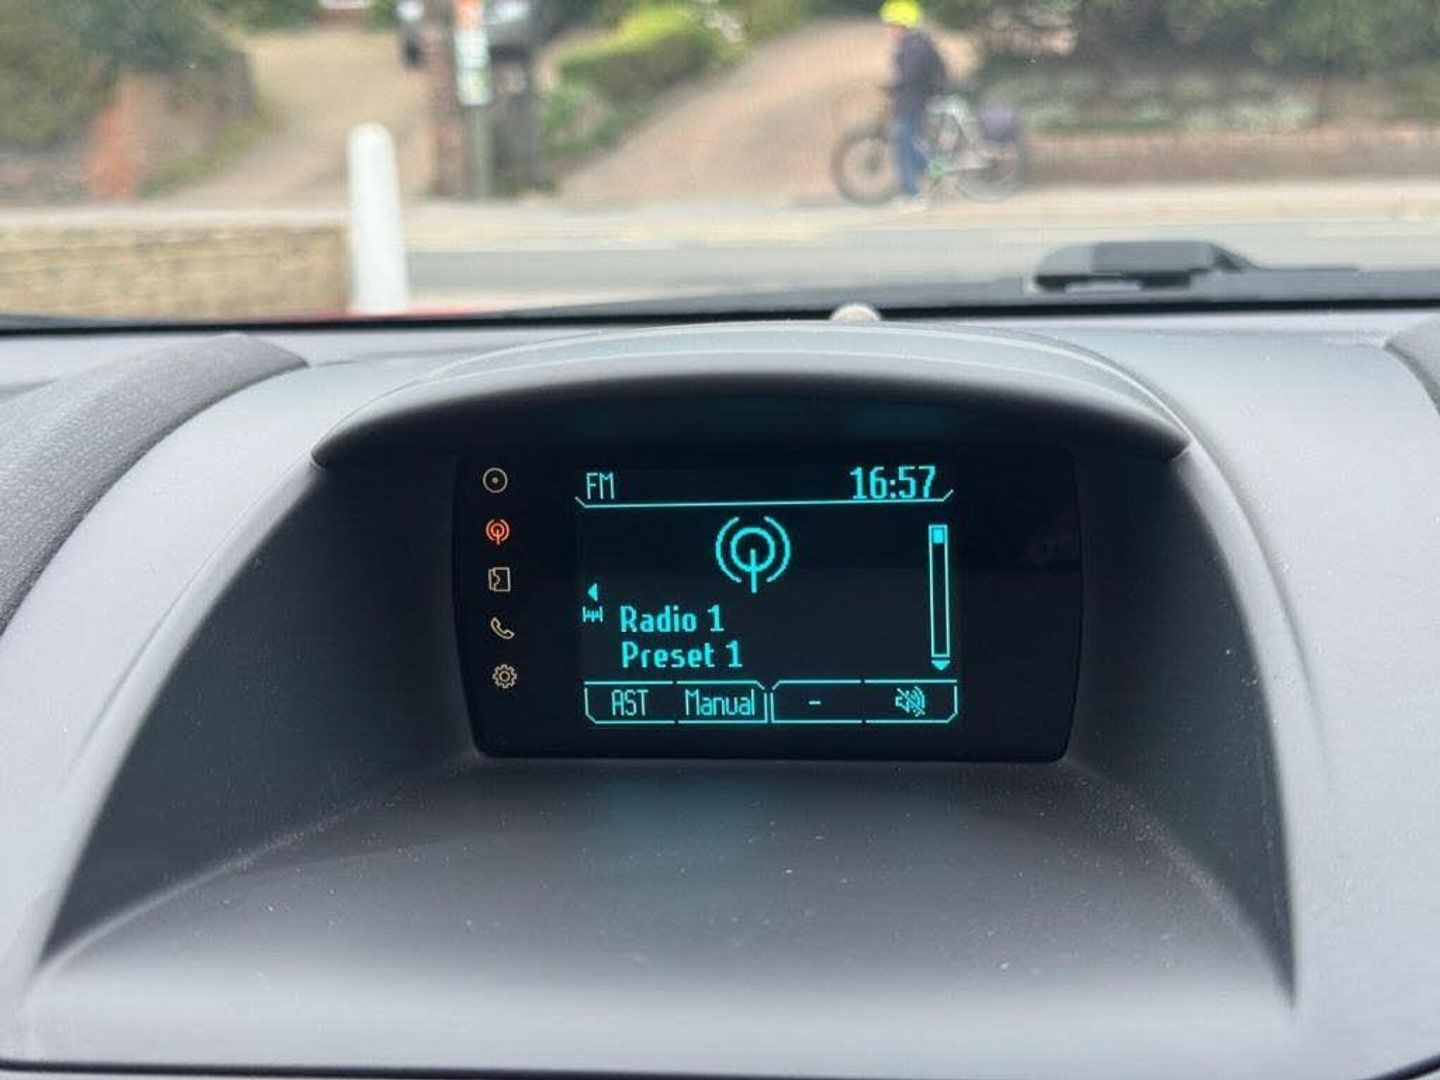 FM 16:57
Radio 1
Preset 1
AST Manual -